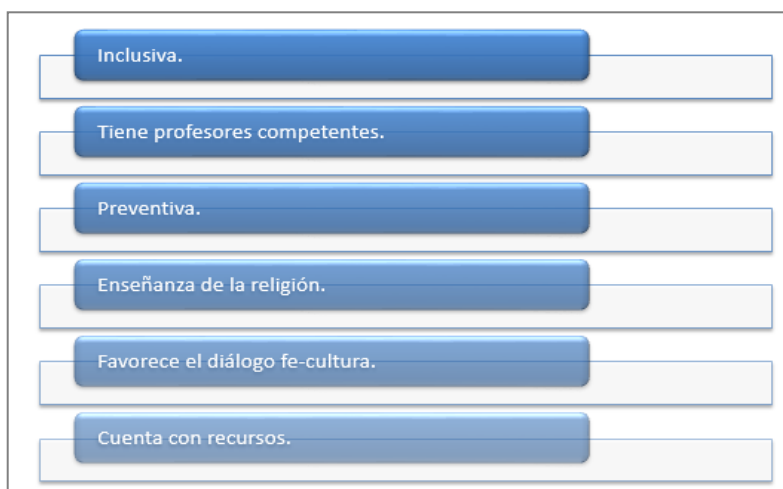 Inclusiva.
Tiene profesores competentes.
Preventiva.
Enseñanza de la religión.
Favorece el diálogo fe-cultura.
Cuenta con recursos.